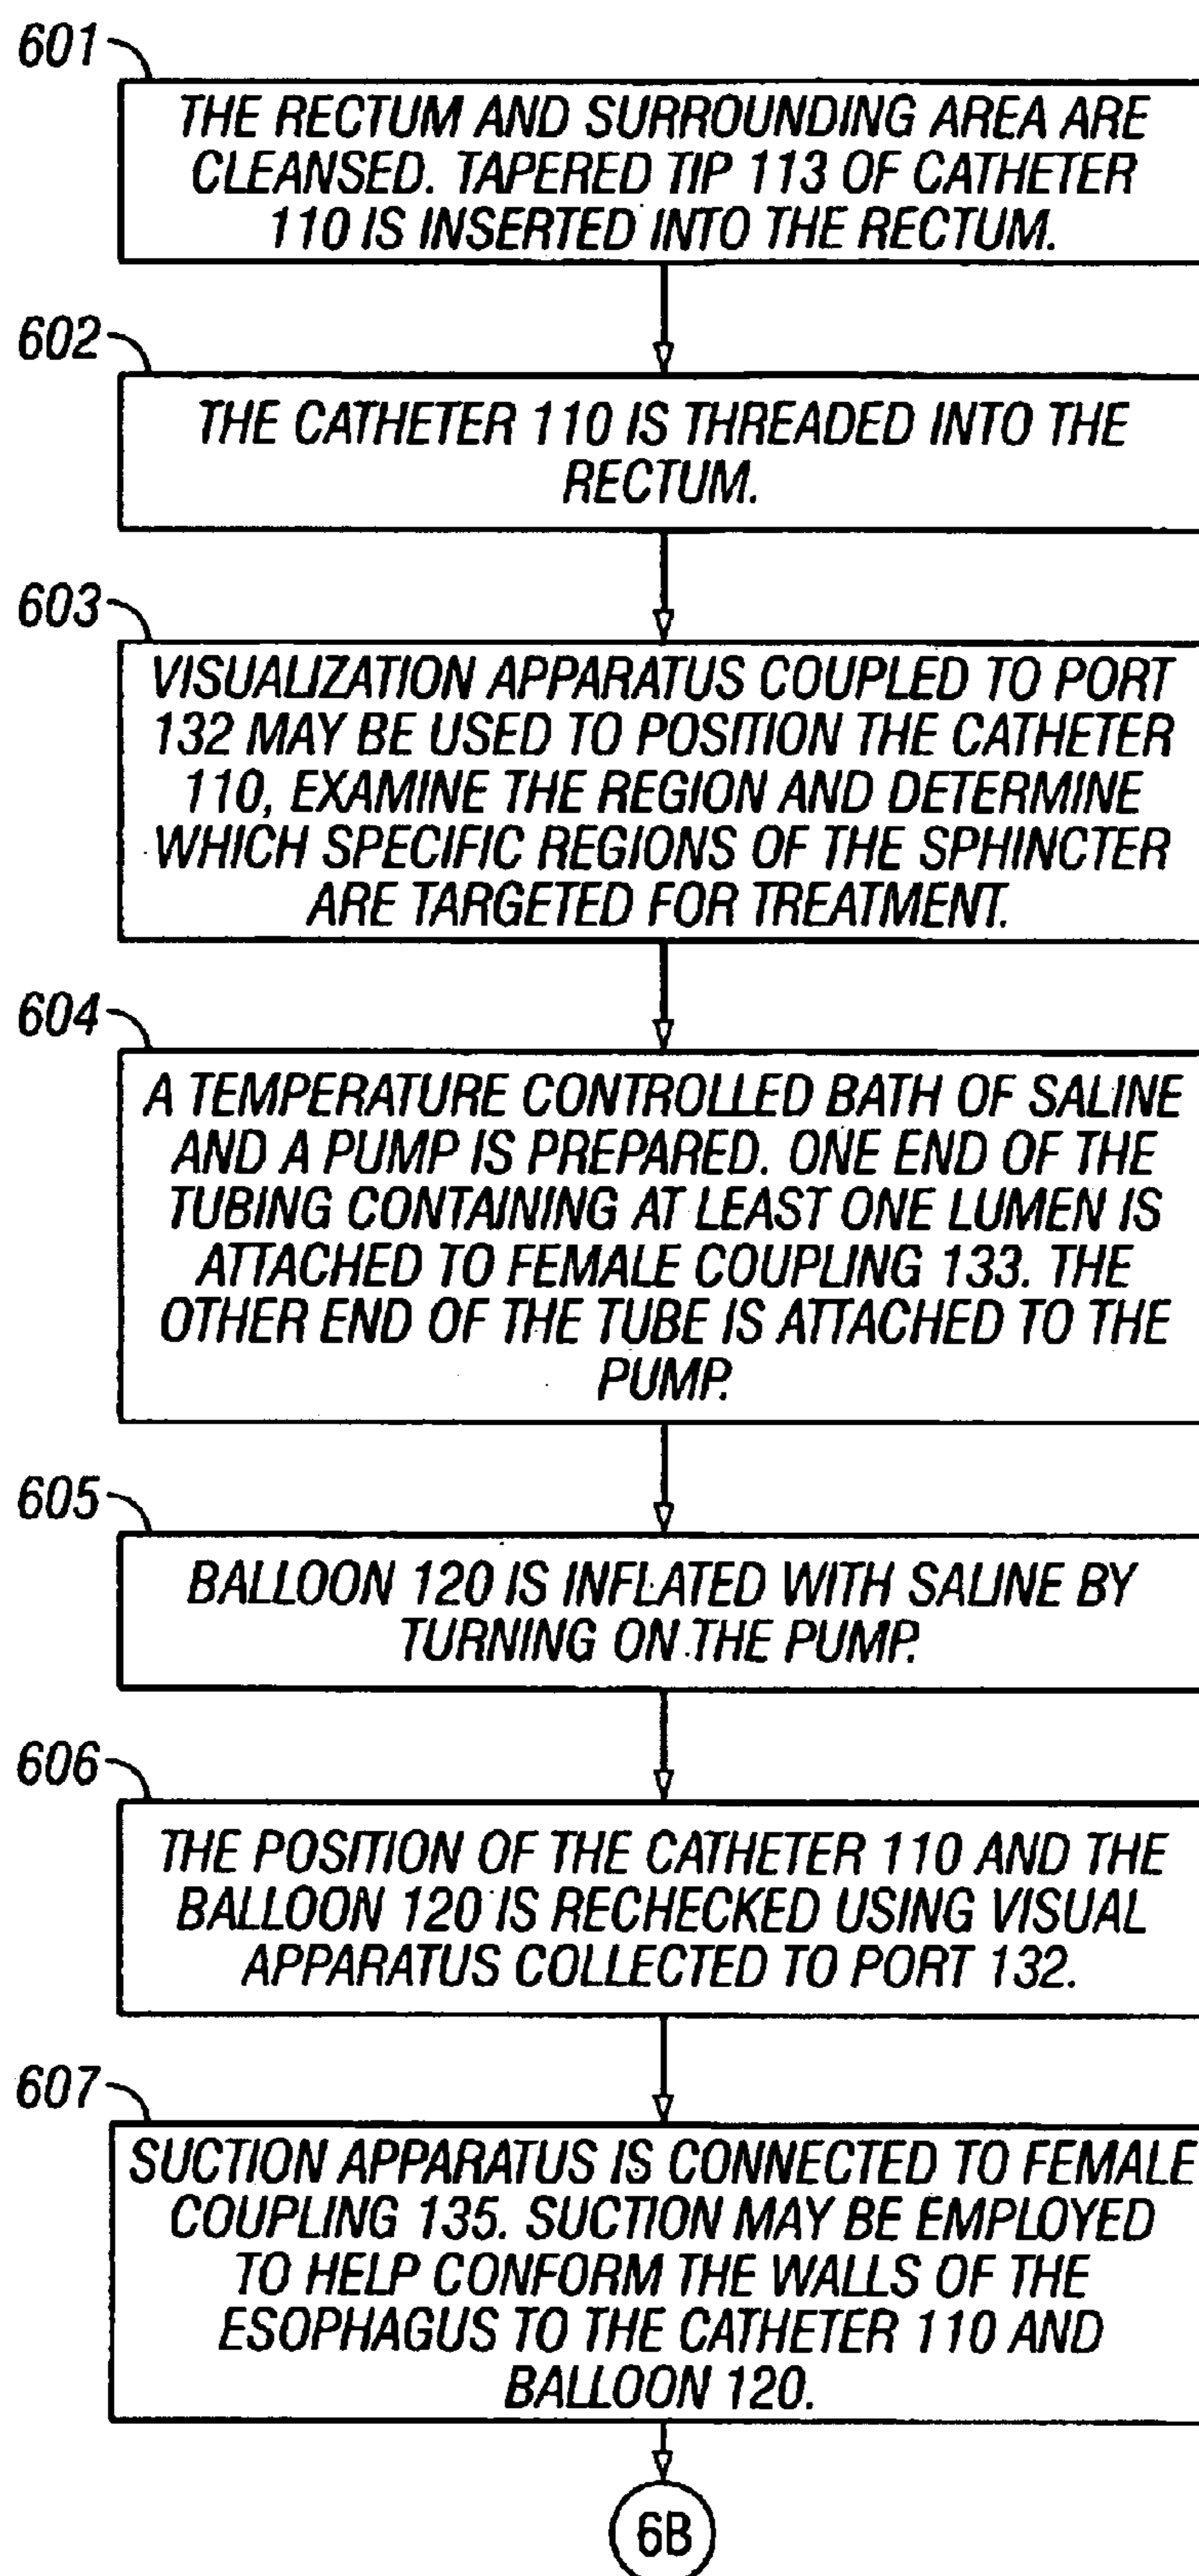 601
THE RECTUM AND SURROUNDING AREA ARE
CLEANSED. TAPERED TIP 113 OF CATHETER
110 IS INSERTED INTO THE RECTUM.
602
THE CATHETER 110 IS THREADED INTO THE
RECTUM.
603
VISUALIZATION APPARATUS COUPLED TO PORT
132 MAY BE USED TO POSITION THE CATHETER
110, EXAMINE THE REGION AND DETERMINE
WHICH SPECIFIC REGIONS OF THE SPHINCTER
ARE TARGETED FOR TREATMENT.
604
A TEMPERATURE CONTROLLED BATH OF SALINE
AND A PUMP IS PREPARED. ONE END OF THE
TUBING CONTAINING AT LEAST ONE LUMEN IS
ATTACHED TO FEMALE COUPLING 133. THE
OTHER END OF THE TUBE IS ATTACHED TO THE
PUMP.
605
BALLOON 120 IS INFLATED WITH SALINE BY
TURNING ON THE PUMP.
606
THE POSITION OF THE CATHETER 110 AND THE
BALLOON 120 IS RECHECKED USING VISUAL
APPARATUS COLLECTED TO PORT 132.
607
SUCTION APPARATUS IS CONNECTED TO FEMALE
COUPLING 135. SUCTION MAY BE EMPLOYED
TO HELP CONFORM THE WALLS OF THE
ESOPHAGUS TO THE CATHETER 110 AND
BALLOON 120.
6B